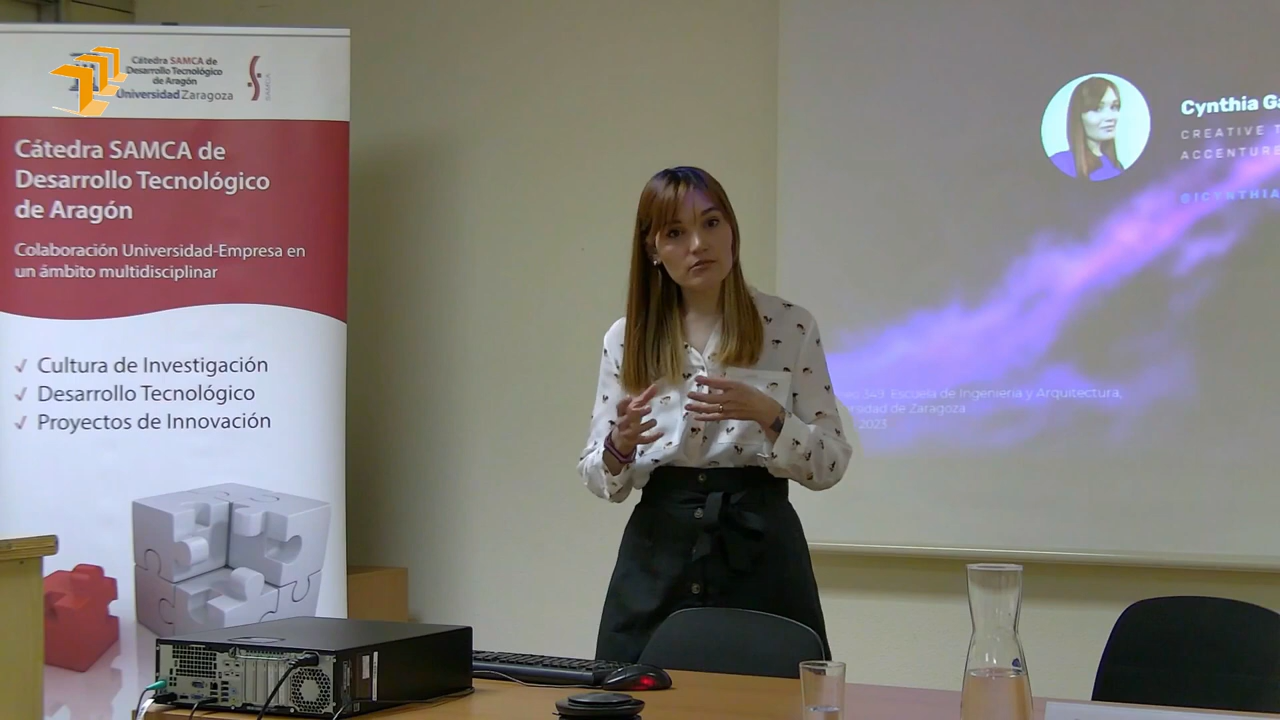 Cátedra SAMCA de
Desarrollo Tecnológico
de Aragón
Universidad Zaragoza
SAMCA
Cátedra SAMCA de
Desarrollo Tecnológico
de Aragón
Colaboración Universidad-Empresa en
un ámbito multidisciplinar
✓ Cultura de Investigación
✓ Desarrollo Tecnológico
✓ Proyectos de Innovación
Cynthia
CREATIVE
ACCENTURE
Escuela de Ingeniería y Arquitectura,
de Zaragoza
2023